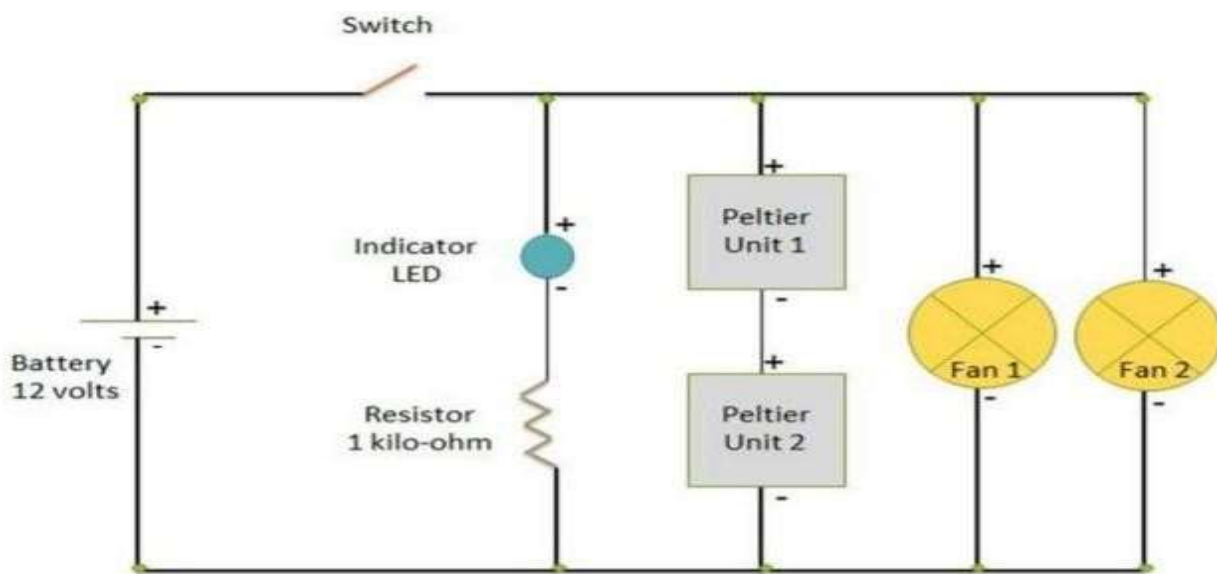 Switch
+
Indicator
LED
-
+
Peltier
Unit 1
-
+
Battery
12 volts
-
Resistor
1 kilo-ohm
+
Peltier
Unit 2
-
+
Fan 1
-
+
Fan 2
-